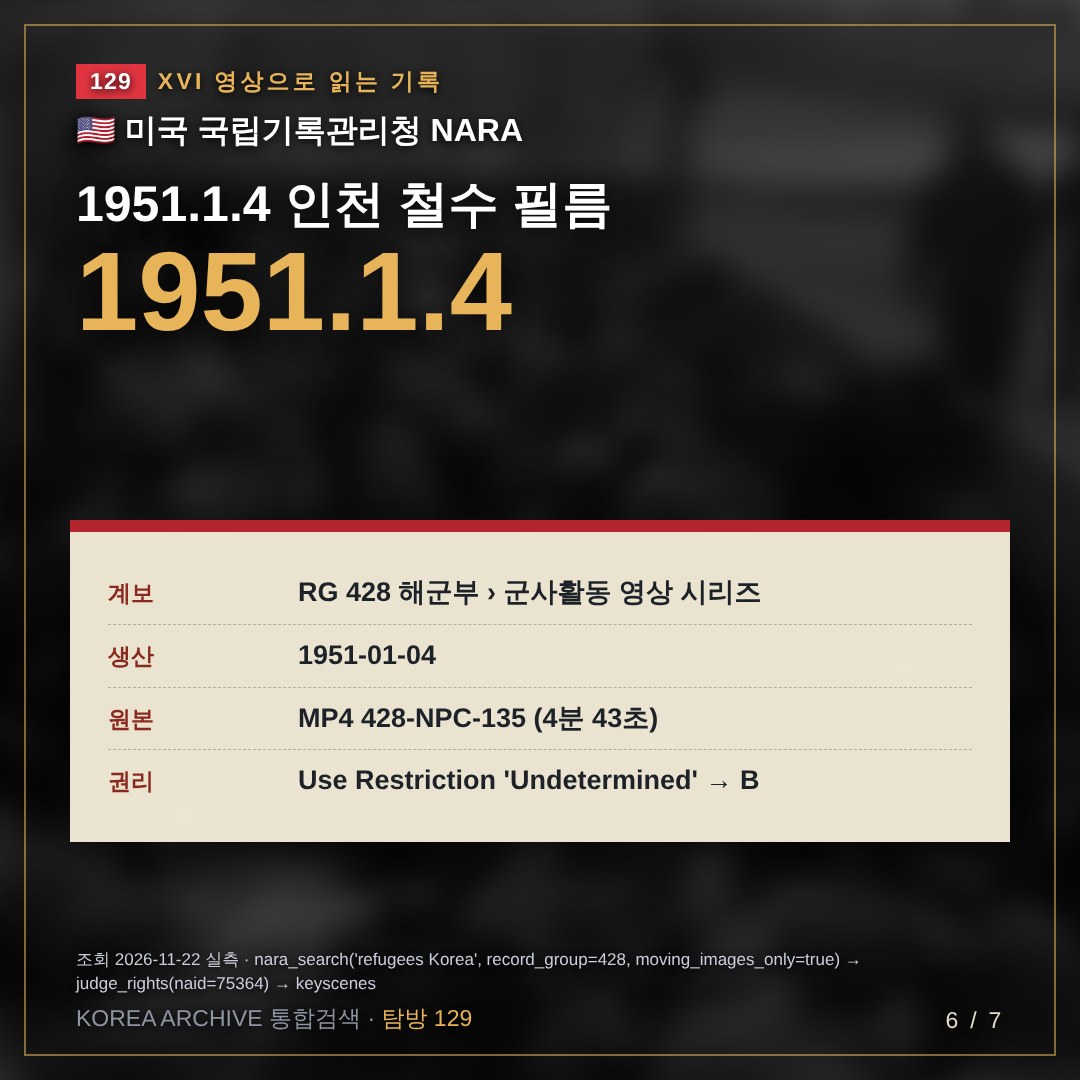 129 XVI 영상으로 읽는 기록
🇺🇸 미국 국립기록관리청 NARA
1951.1.4 인천 철수 필름
1951.1.4
계보 RG 428 해군부 › 군사활동 영상 시리즈
생산 1951-01-04
원본 MP4 428-NPC-135 (4분 43초)
권리 Use Restriction 'Undetermined' → B
조회 2026-11-22 실측 · nara_search('refugees Korea', record_group=428, moving_images_only=true) →
judge_rights(naid=75364) → keyscenes
KOREA ARCHIVE 통합검색 · 탐방 129
6 / 7